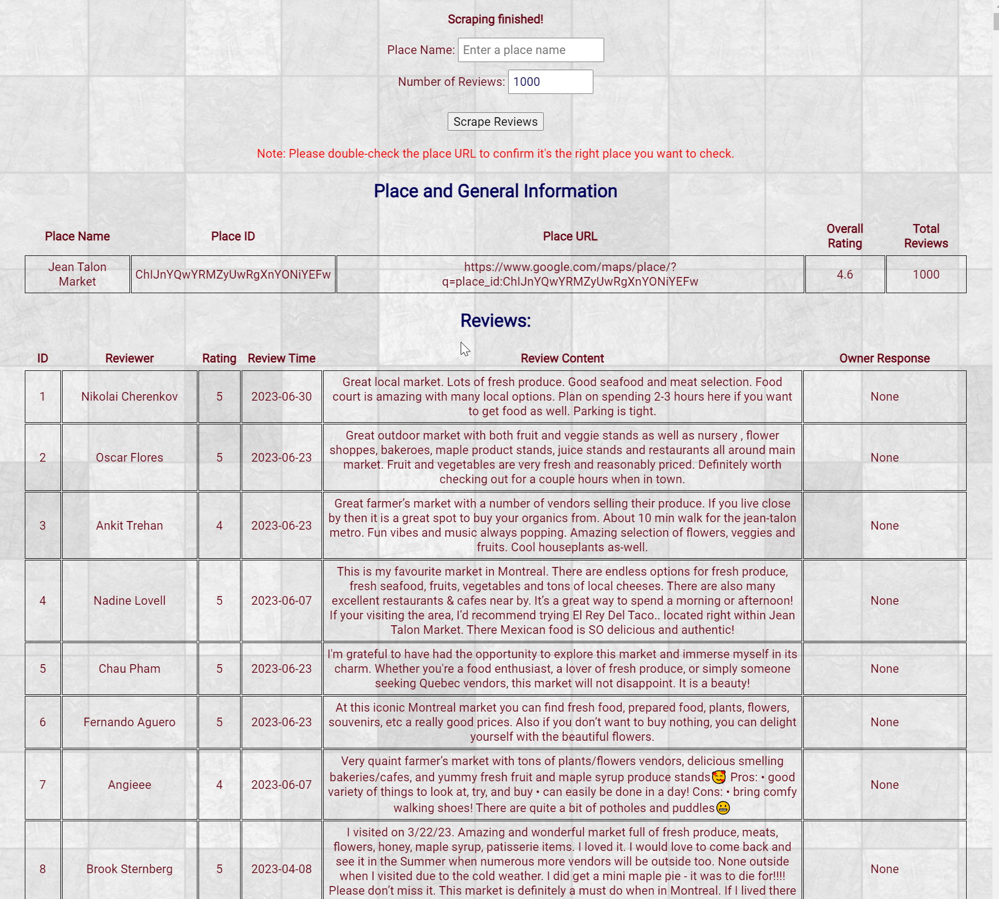 Scraping finished!
Place Name: Enter a place name
Number of Reviews: 1000
Scrape Reviews
Note: Please double-check the place URL to confirm it's the right place you want to check.
Place and General Information
Place Name Place ID Place URL Overall Rating Total Reviews
Jean Talon Market ChIJnYQwYRMZyUwRgXnYONiYEFw https://www.google.com/maps/place/?q=place_id:ChIJnYQwYRMZyUwRgXnYONiYEFw 4.6 1000
Reviews:
ID Reviewer Rating Review Time Review Content Owner Response
1 Nikolai Cherenkov 5 2023-06-30
Great local market. Lots of fresh produce. Good seafood and meat selection. Food
court is amazing with many local options. Plan on spending 2-3 hours here if you want
to get food as well. Parking is tight.
None
2 Oscar Flores 5 2023-06-23
Great outdoor market with both fruit and veggie stands as well as nursery , flower
shoppes, bakeroes, maple product stands, juice stands and restaurants all around main
market. Fruit and vegetables are very fresh and reasonably priced. Definitely worth
checking out for a couple hours when in town.
None
3 Ankit Trehan 4 2023-06-23
Great farmer’s market with a number of vendors selling their produce. If you live close
by then it is a great spot to buy your organics from. About 10 min walk for the jean-talon
metro. Fun vibes and music always popping. Amazing selection of flowers, veggies and
fruits. Cool houseplants as-well.
None
4 Nadine Lovell 5 2023-06-07
This is my favourite market in Montreal. There are endless options for fresh produce,
fresh seafood, fruits, vegetables and tons of local cheeses. There are also many
excellent restaurants & cafes near by. It’s a great way to spend a morning or afternoon!
If your visiting the area, I’d recommend trying El Rey Del Taco.. located right within Jean
Talon Market. There Mexican food is SO delicious and authentic!
None
5 Chau Pham 5 2023-06-23
I'm grateful to have had the opportunity to explore this market and immerse myself in its
charm. Whether you're a food enthusiast, a lover of fresh produce, or simply someone
seeking Quebec vendors, this market will not disappoint. It is a beauty!
None
6 Fernando Aguero 5 2023-06-23
At this iconic Montreal market you can find fresh food, prepared food, plants, flowers,
souvenirs, etc a really good prices. Also if you don’t want to buy nothing, you can delight
yourself with the beautiful flowers.
None
7 Angieee 4 2023-06-07
Very quaint farmer’s market with tons of plants/flowers vendors, delicious smelling
bakeries/cafes, and yummy fresh fruit and maple syrup produce stands🥰 Pros: • good
variety of things to look at, try, and buy • can easily be done in a day! Cons: • bring comfy
walking shoes! There are quite a bit of potholes and puddles😬
None
8 Brook Sternberg 5 2023-04-08
I visited on 3/22/23. Amazing and wonderful market full of fresh produce, meats,
flowers, honey, maple syrup, patisserie items. I loved it. I would love to come back and
see it in the Summer when numerous more vendors will be outside too. None outside
when I visited due to the cold weather. I did get a mini maple pie - it was to die for!!!!
Please don’t miss it. This market is definitely a must do when in Montreal. If I lived there
None